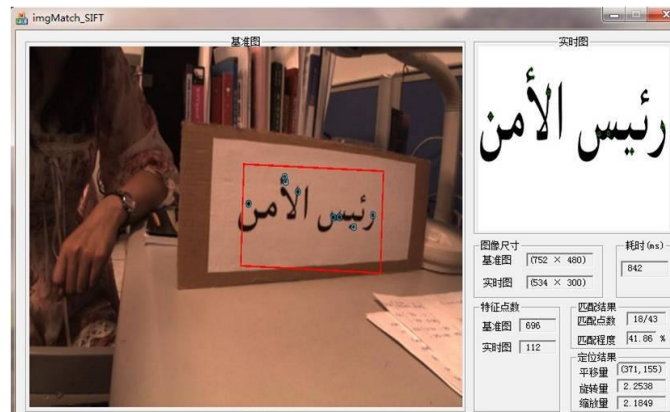 imgMatch_SIFT
基准图
实时图
رئيس الأمن
رئيس الأمن
图像尺寸
基准图 (752 × 480)
实时图 (534 × 300)
耗时(ms)
842
特征点数
基准图 696
实时图 112
匹配结果
匹配点数 18/43
匹配程度 41.86 %
定位结果
平移量 (371,155)
旋转量 2.2538
缩放量 2.1849